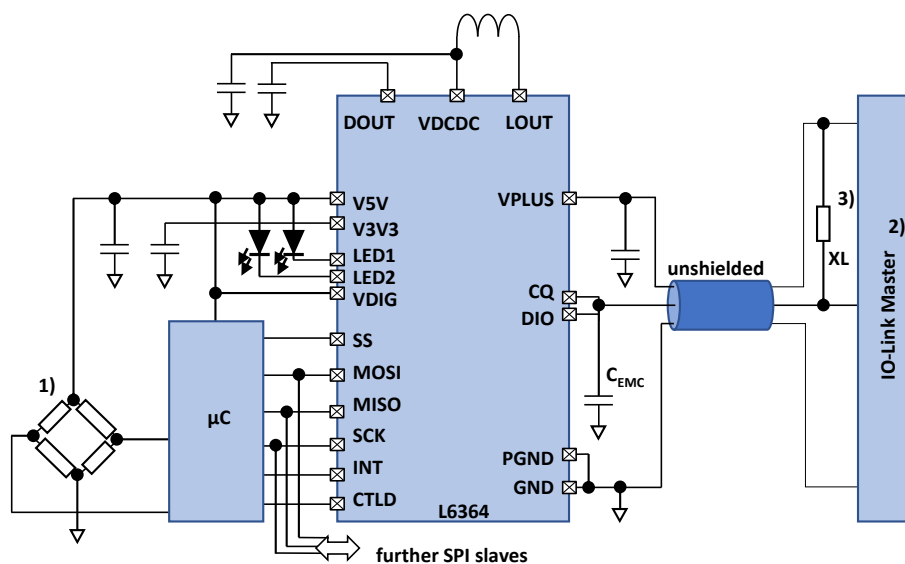 DOUT
VDCDC
LOUT
V5V
VPLUS
V3V3
3)
2)
LED1
XL
LED2
unshielded
VDIG
CQ
DIO
SS
IO-Link Master
MOSI
C_EMC
1)
µC
MISO
SCK
PGND
INT
GND
CTLD
L6364
further SPI slaves